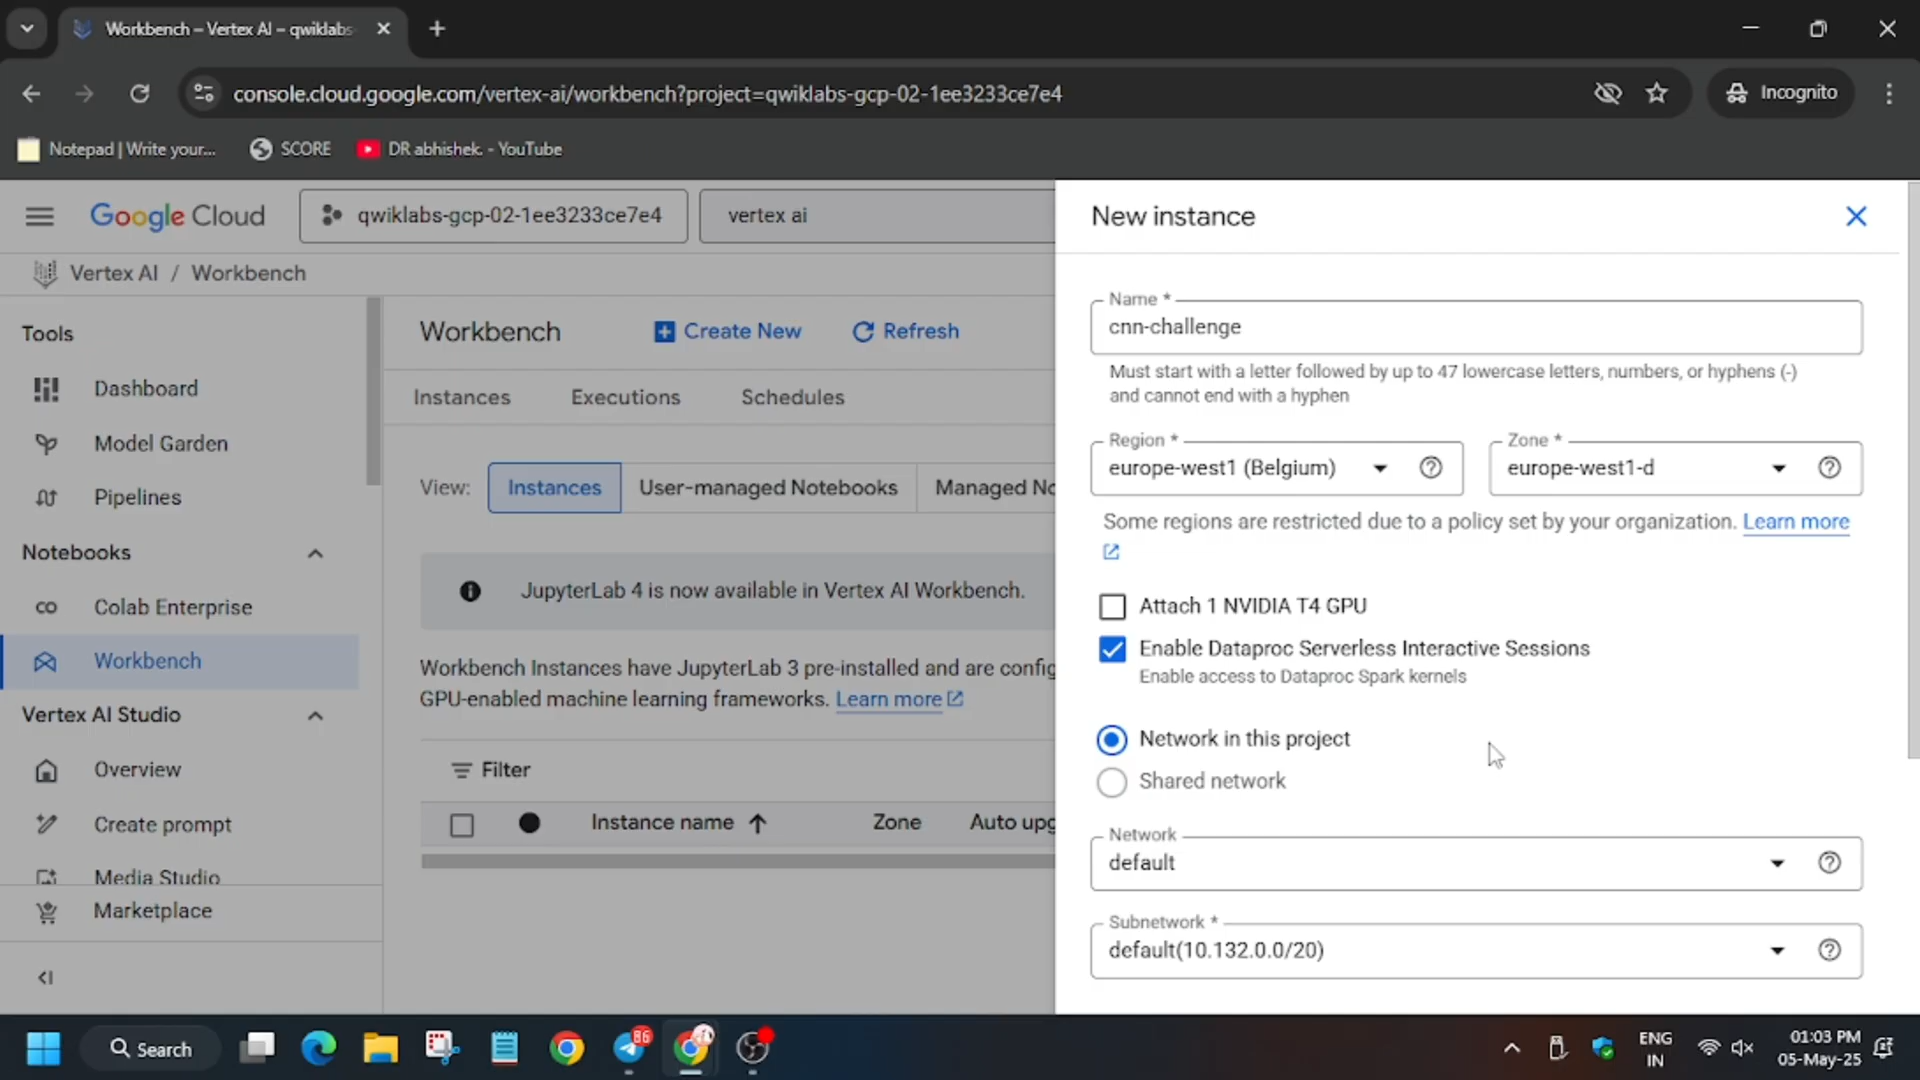 Workbench – Vertex AI – qwiklabs-
console.cloud.google.com/vertex-ai/workbench?project=qwiklabs-gcp-02-1ee3233ce7e4
Incognito
Notepad | Write your...
SCORE
DR abhishek. - YouTube
Google Cloud
qwiklabs-gcp-02-1ee3233ce7e4
vertex ai
Vertex AI / Workbench
Tools
Dashboard
Model Garden
Pipelines
Notebooks
Colab Enterprise
Workbench
Vertex AI Studio
Overview
Create prompt
Media Studio
Marketplace
Workbench
Create New
Refresh
Instances
Executions
Schedules
View:
Instances
User-managed Notebooks
Managed No
JupyterLab 4 is now available in Vertex AI Workbench.
Workbench Instances have JupyterLab 3 pre-installed and are config
GPU-enabled machine learning frameworks. Learn more
Filter
Instance name
Zone
Auto upg
New instance
Name *
cnn-challenge
Must start with a letter followed by up to 47 lowercase letters, numbers, or hyphens (-)
and cannot end with a hyphen
Region *
europe-west1 (Belgium)
Zone *
europe-west1-d
Some regions are restricted due to a policy set by your organization. Learn more
Attach 1 NVIDIA T4 GPU
Enable Dataproc Serverless Interactive Sessions
Enable access to Dataproc Spark kernels
Network in this project
Shared network
Network
default
Subnetwork *
default(10.132.0.0/20)
Search
86
ENG
IN
01:03 PM
05-May-25